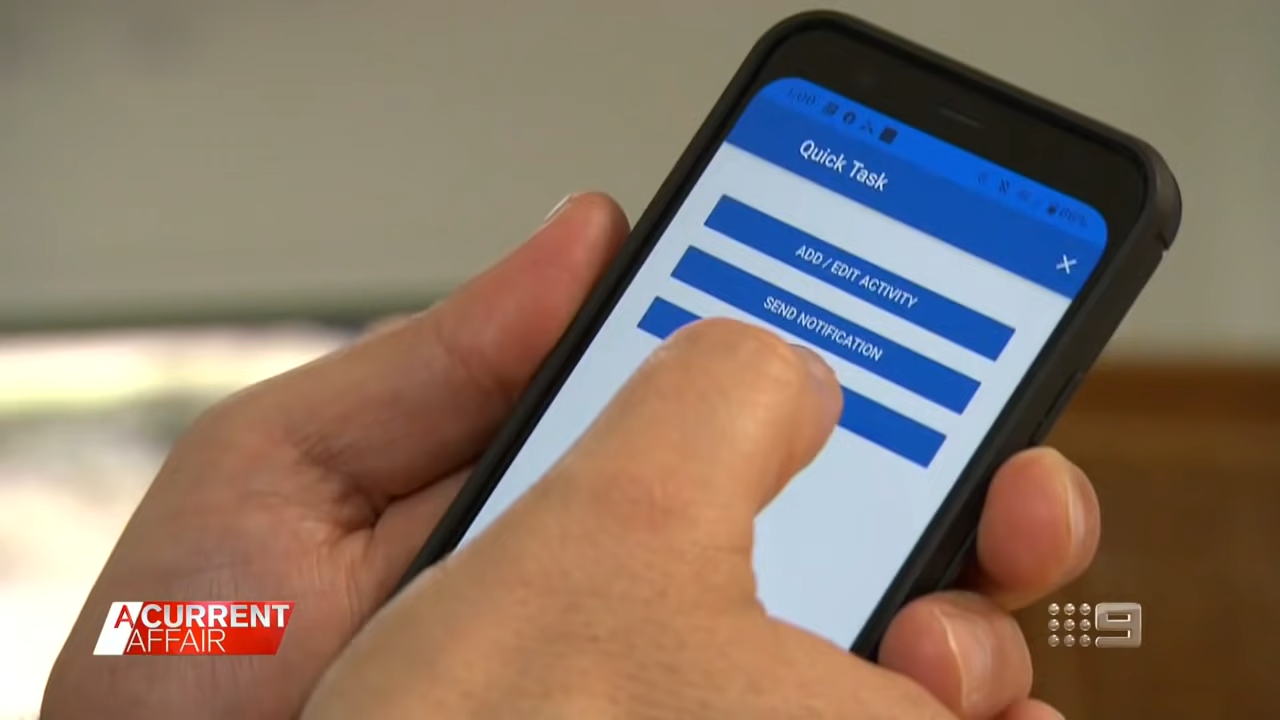 Quick Task
ADD / EDIT ACTIVITY
SEND NOTIFICATION
A CURRENT
AFFAIR
9